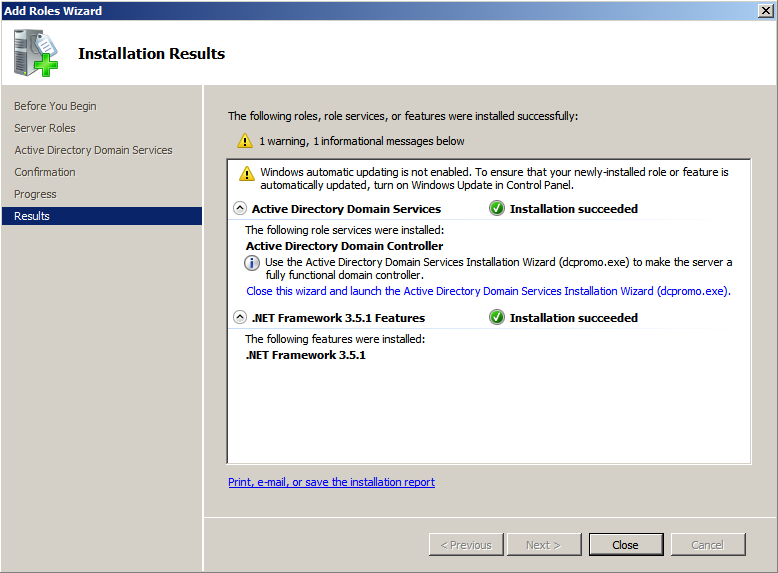 Add Roles Wizard
Installation Results
Before You Begin
Server Roles
Active Directory Domain Services
Confirmation
Progress
Results
The following roles, role services, or features were installed successfully:
1 warning, 1 informational messages below
Windows automatic updating is not enabled. To ensure that your newly-installed role or feature is
automatically updated, turn on Windows Update in Control Panel.
Active Directory Domain Services Installation succeeded
The following role services were installed:
Active Directory Domain Controller
Use the Active Directory Domain Services Installation Wizard (dcpromo.exe) to make the server a
fully functional domain controller.
Close this wizard and launch the Active Directory Domain Services Installation Wizard (dcpromo.exe).
.NET Framework 3.5.1 Features Installation succeeded
The following features were installed:
.NET Framework 3.5.1
Print, e-mail, or save the installation report
< Previous Next > Close Cancel